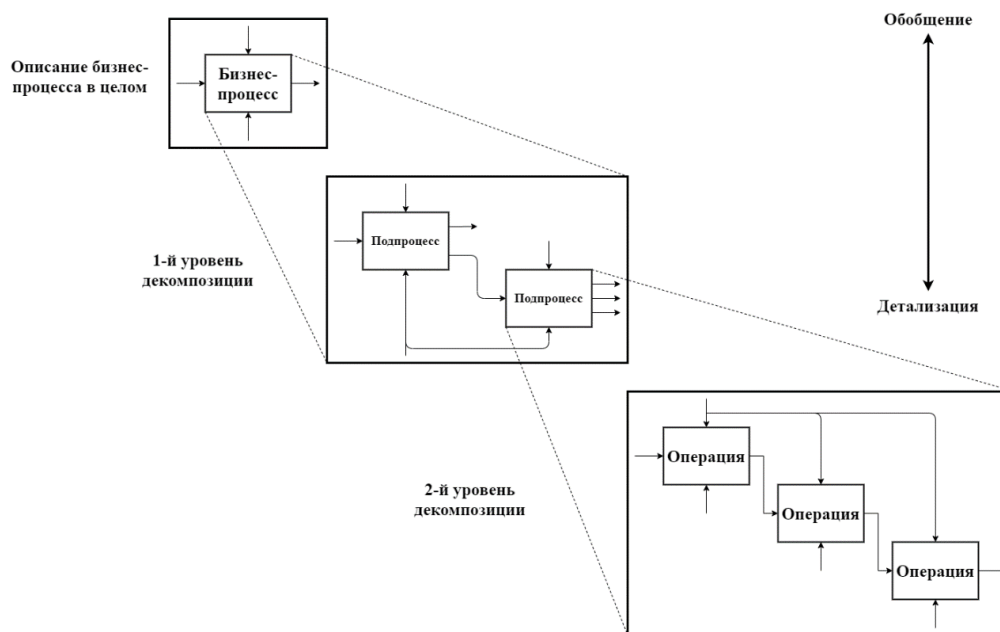 Обобщение
Описание бизнес-
процесса в целом
Бизнес-
процесс
Подпроцесс
1-й уровень
декомпозиции
Подпроцесс
Детализация
Операция
2-й уровень
декомпозиции
Операция
Операция